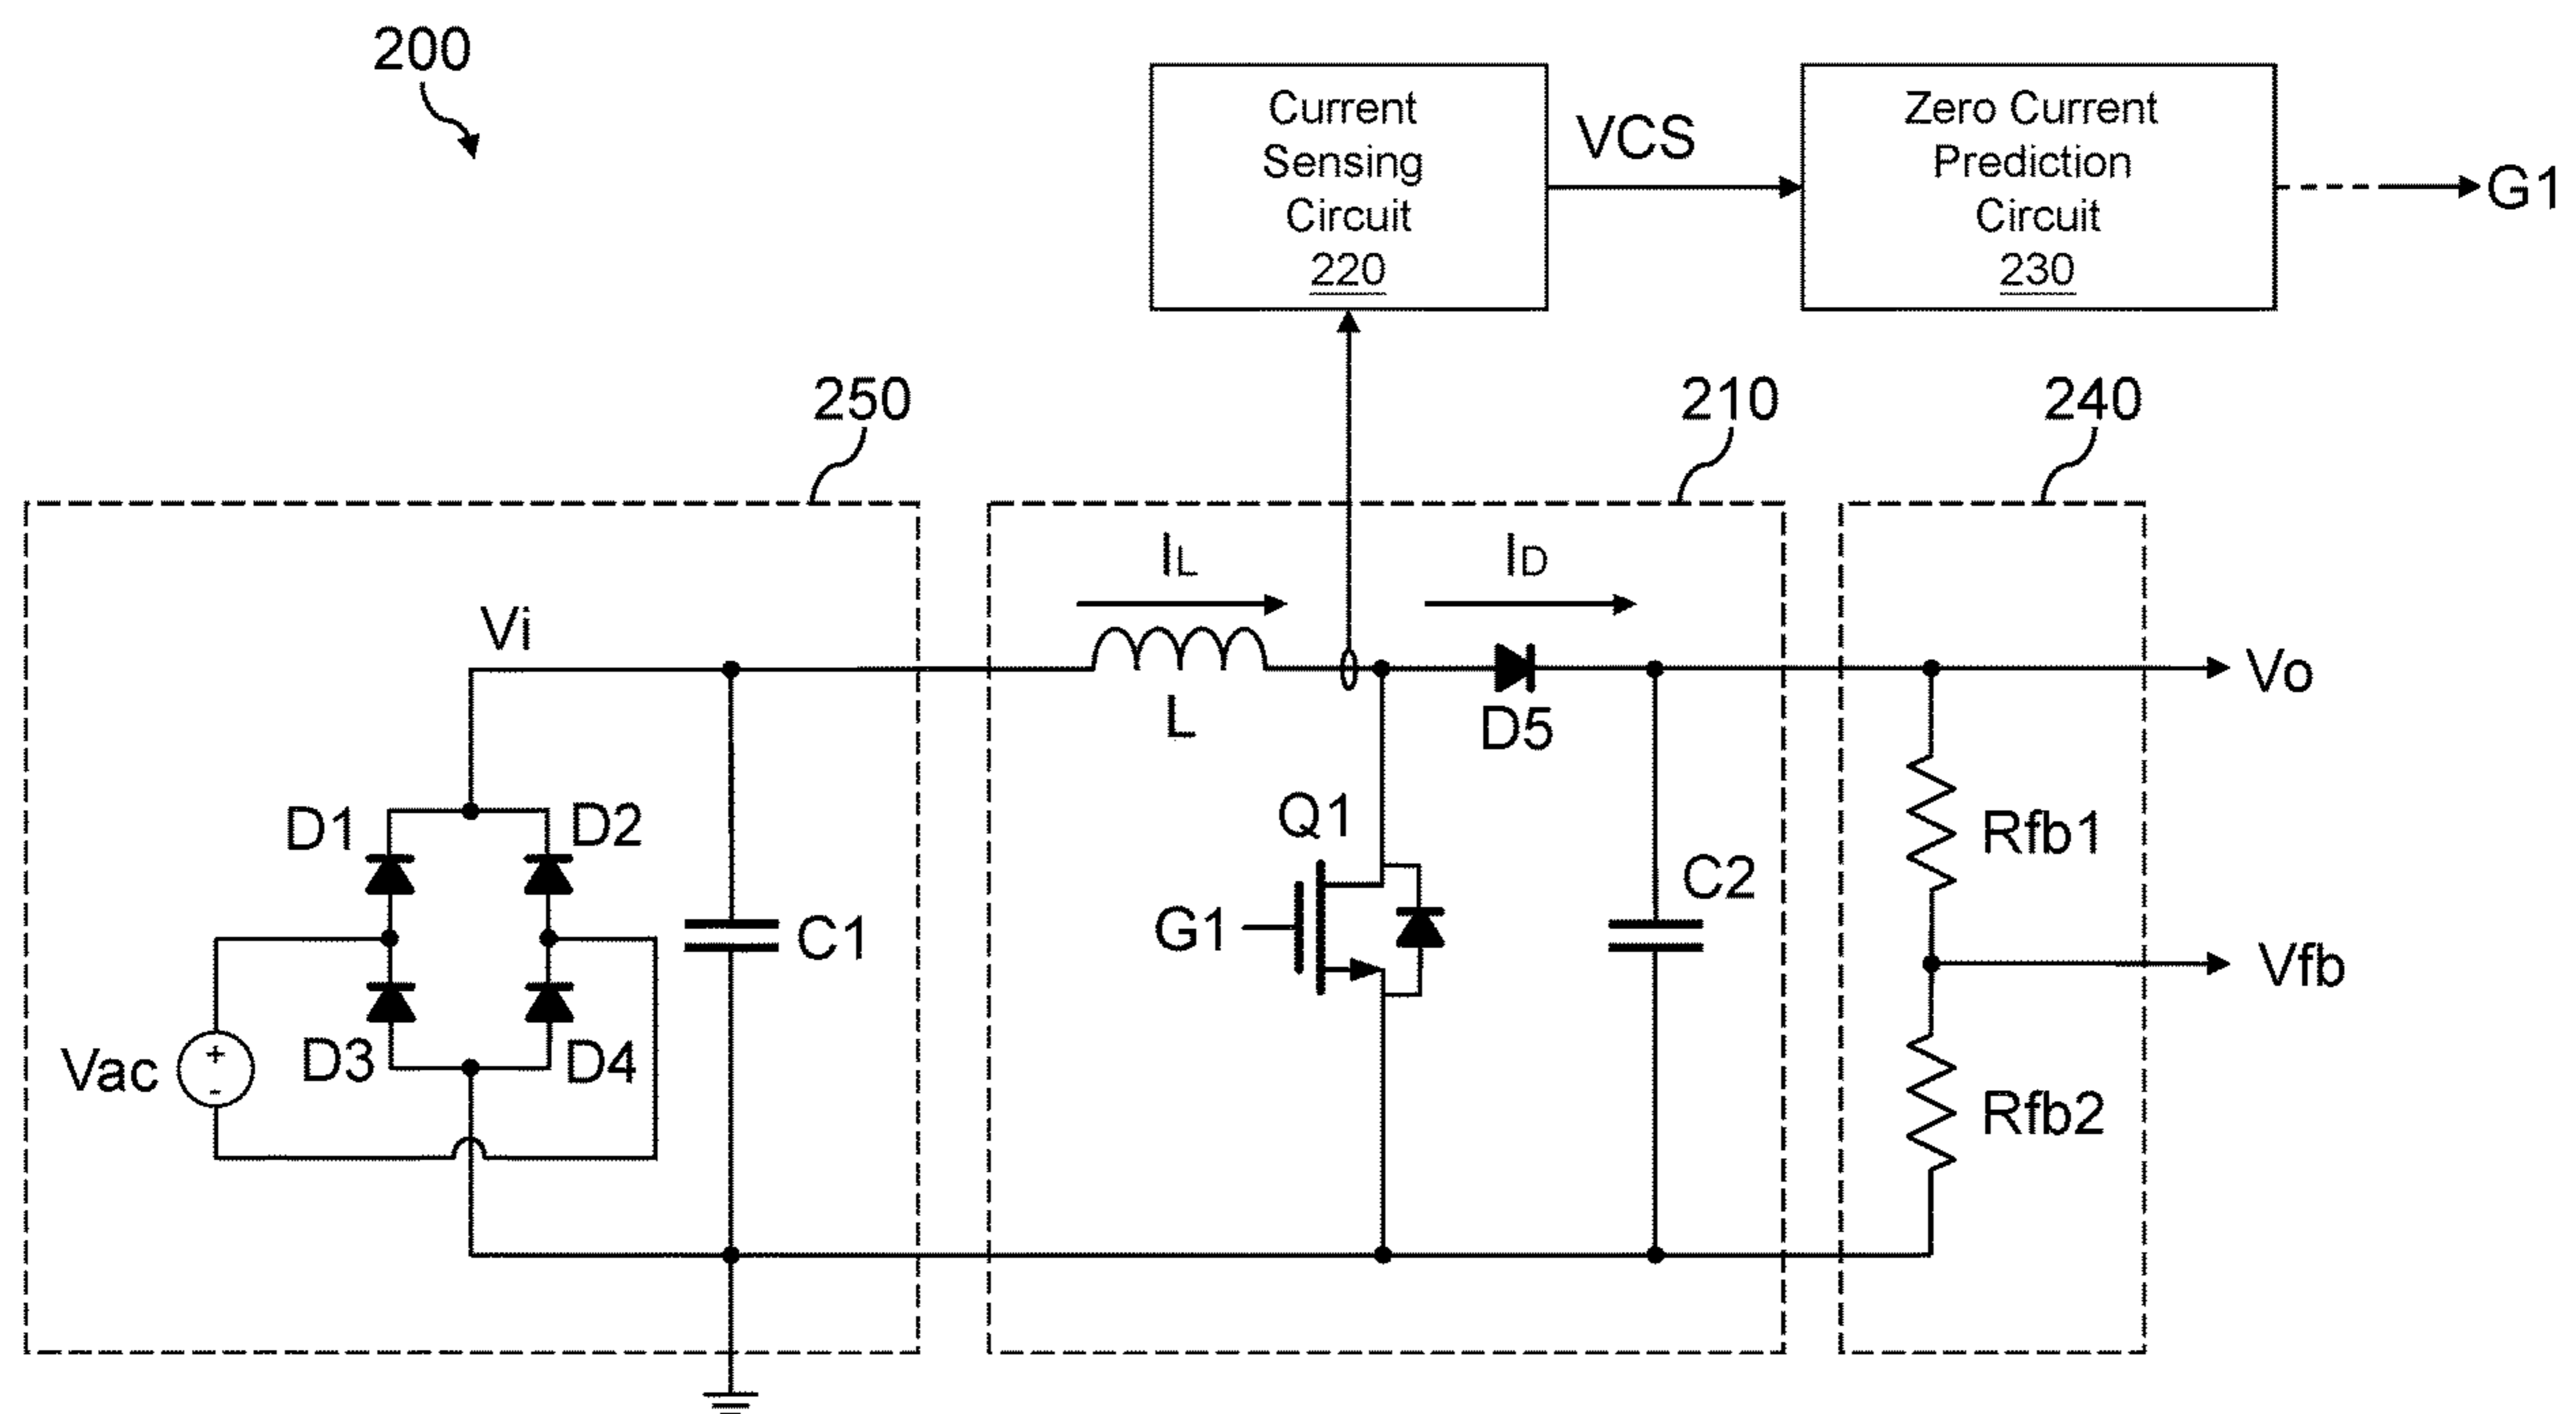 200
Current
Sensing
Circuit
220
VCS
Zero Current
Prediction
Circuit
230
G1
250
210
240
Vi
IL
ID
L
D5
Vo
D1
D2
Q1
Rfb1
C1
G1
C2
Vfb
Vac
+
-
D3
D4
Rfb2